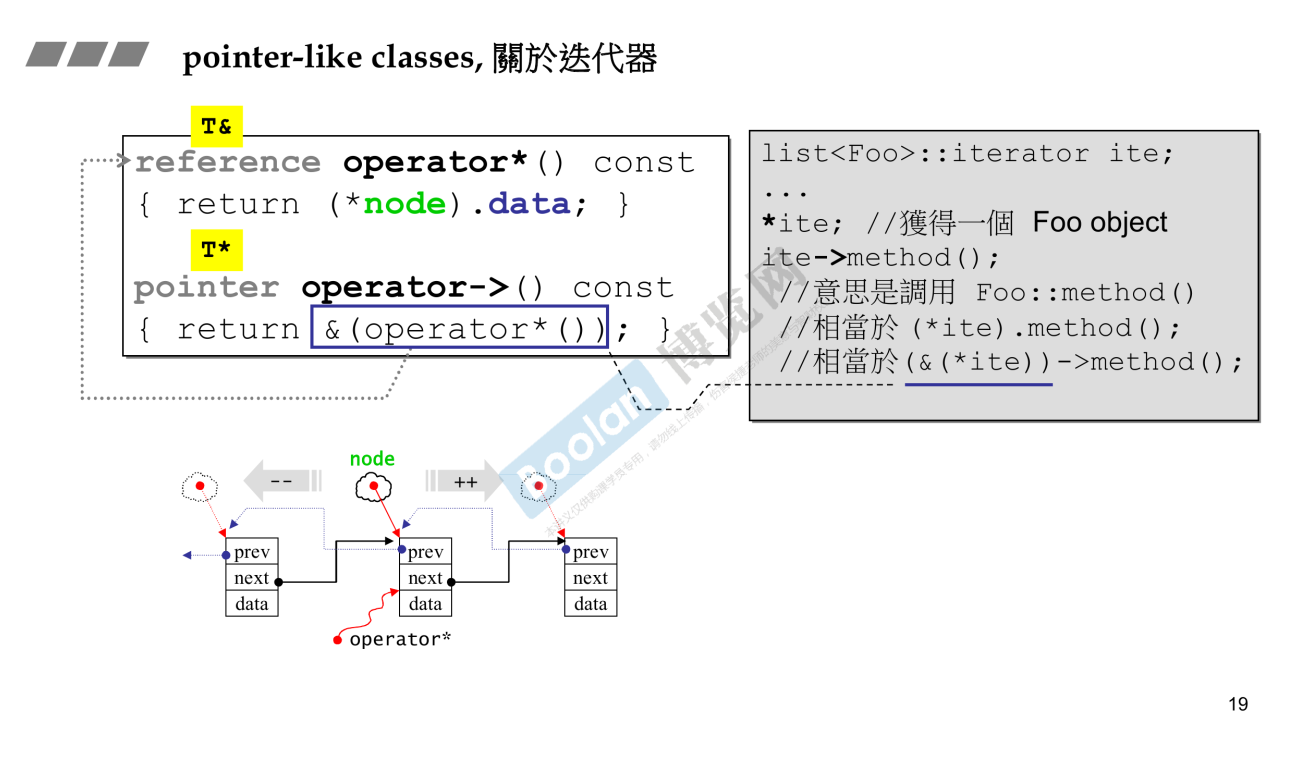 pointer-like classes, 關於迭代器
T&
reference operator*() const
{ return (*node).data; }
T*
pointer operator->() const
{ return &(operator*()); }
list<Foo>::iterator ite;
...
*ite; //獲得一個 Foo object
ite->method();
//意思是調用 Foo::method()
//相當於 (*ite).method();
//相當於(&(*ite))->method();
Boolan 博览网
node
-- ++
prev prev prev
next next next
data data data
operator*
19